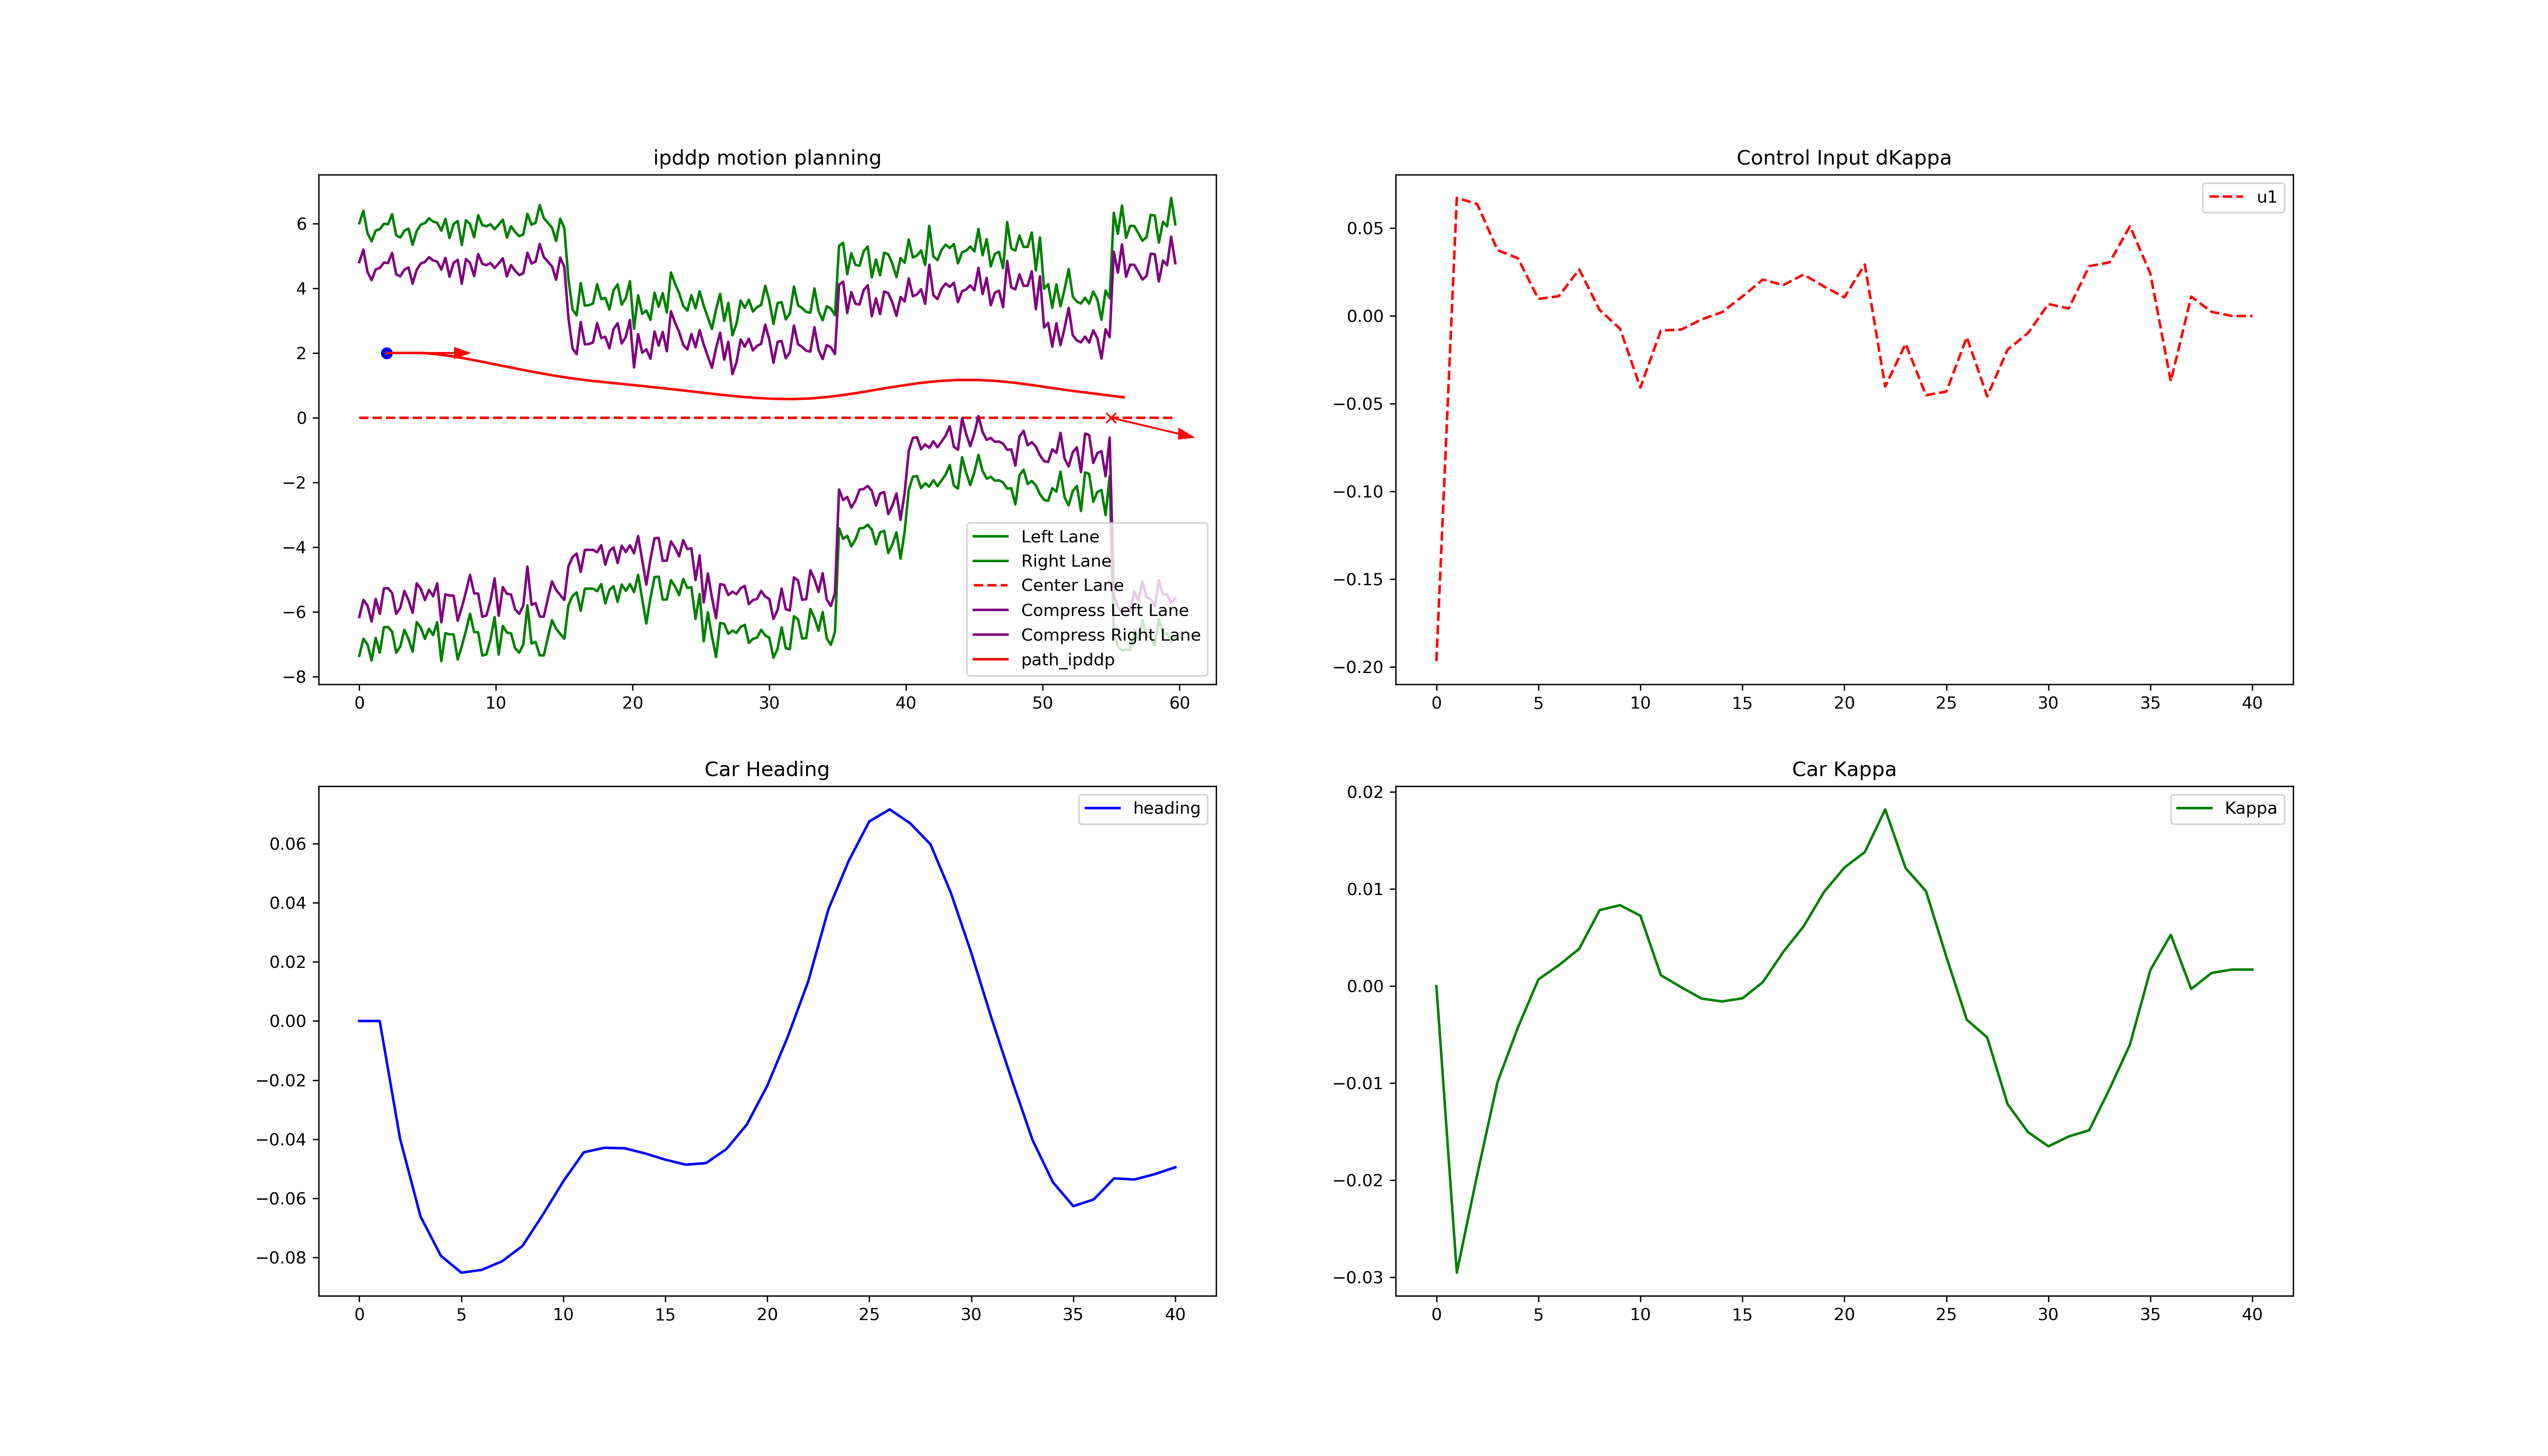 ipddp motion planning
6
4
2
0
−2
−4
−6
−8
0 10 20 30 40 50 60
Left Lane
Right Lane
Center Lane
Compress Left Lane
Compress Right Lane
path_ipddp
Control Input dKappa
u1
0.05
0.00
−0.05
−0.10
−0.15
−0.20
0 5 10 15 20 25 30 35 40
Car Heading
heading
0.06
0.04
0.02
0.00
−0.02
−0.04
−0.06
−0.08
0 5 10 15 20 25 30 35 40
Car Kappa
Kappa
0.02
0.01
0.00
−0.01
−0.02
−0.03
0 5 10 15 20 25 30 35 40